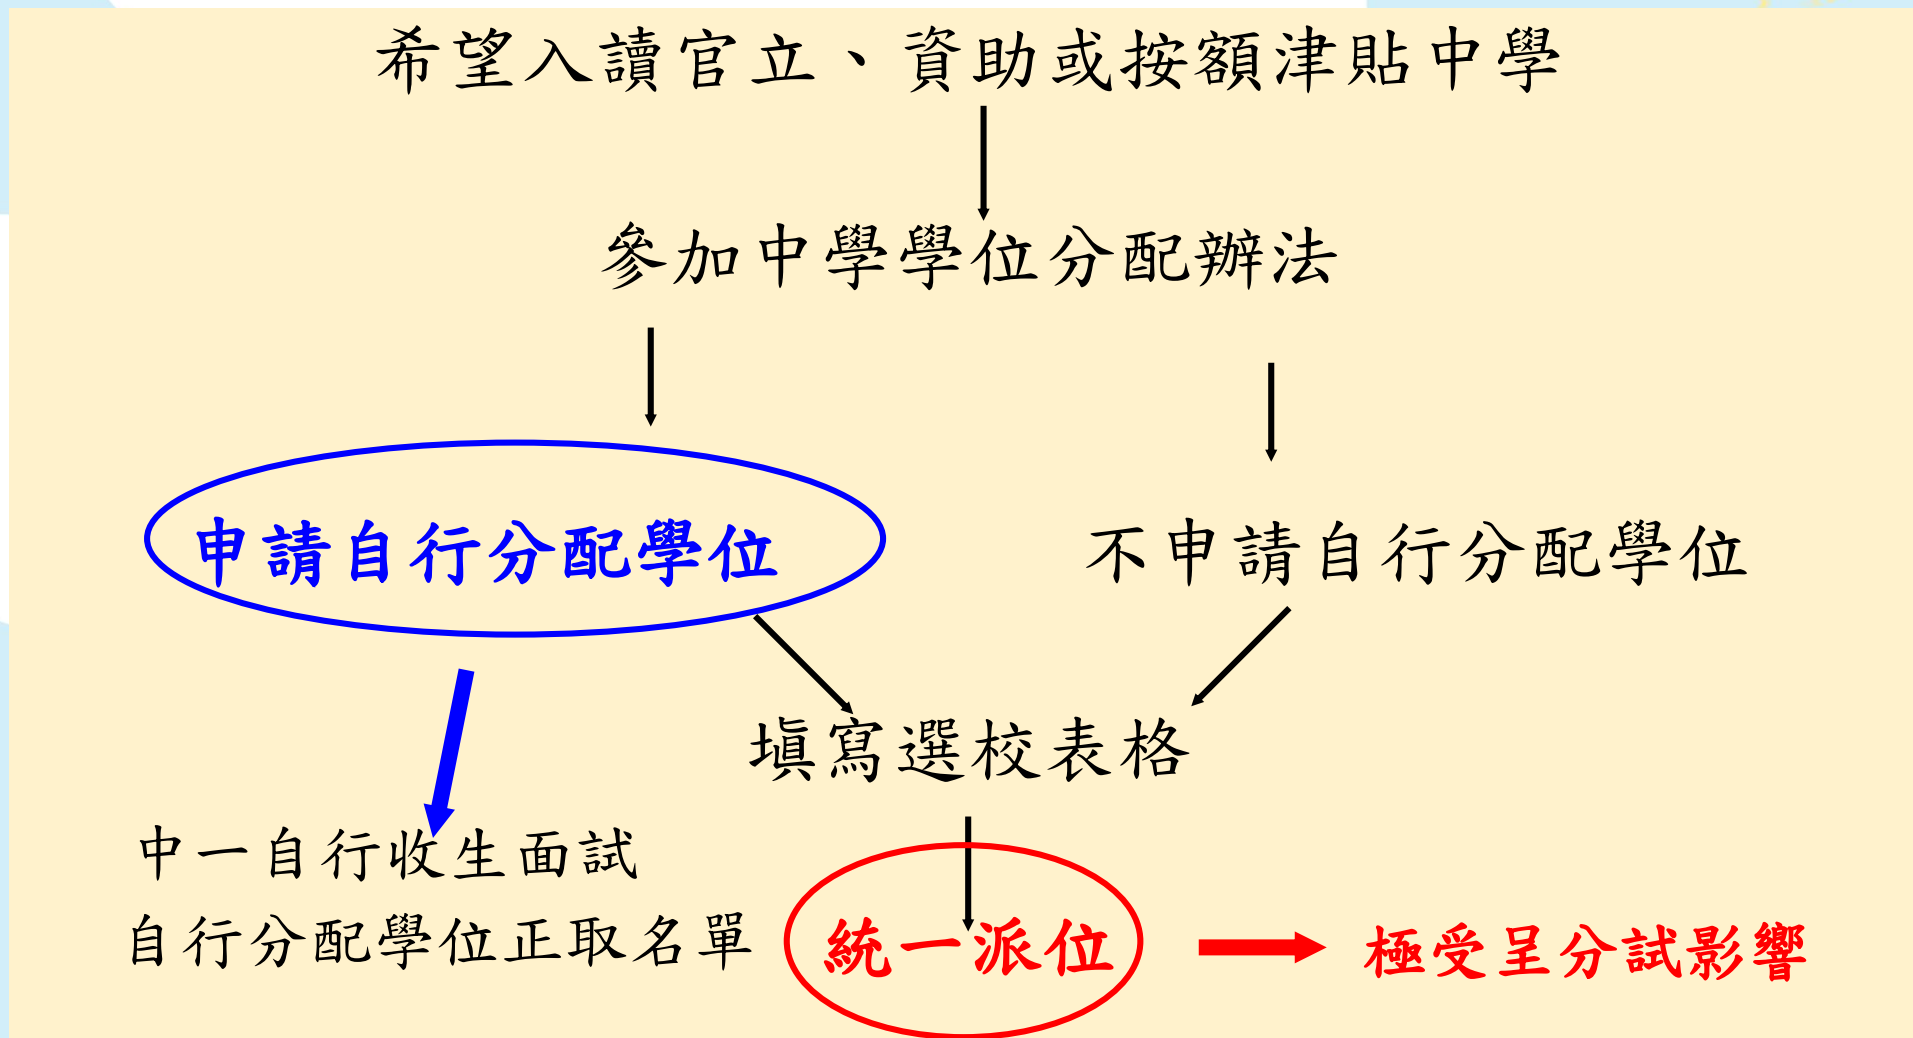 希望入讀官立、資助或按額津貼中學
參加中學學位分配辦法
申請自行分配學位
不申請自行分配學位
填寫選校表格
中一自行收生面試
自行分配學位正取名單
統一派位
極受呈分試影響